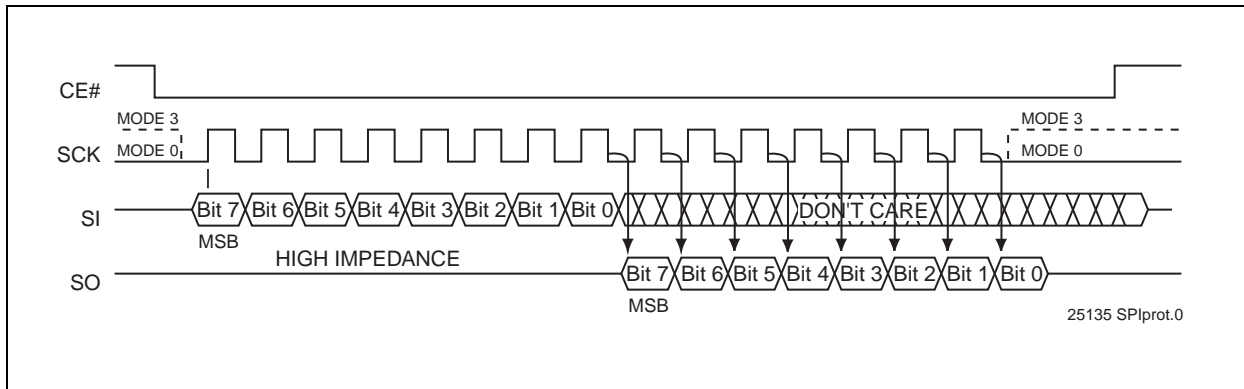 CE#
MODE 3 MODE 3
SCK MODE 0 MODE 0
SI Bit 7 Bit 6 Bit 5 Bit 4 Bit 3 Bit 2 Bit 1 Bit 0 DON'T CARE
MSB
HIGH IMPEDANCE
SO Bit 7 Bit 6 Bit 5 Bit 4 Bit 3 Bit 2 Bit 1 Bit 0
MSB
25135 SPIprot.0